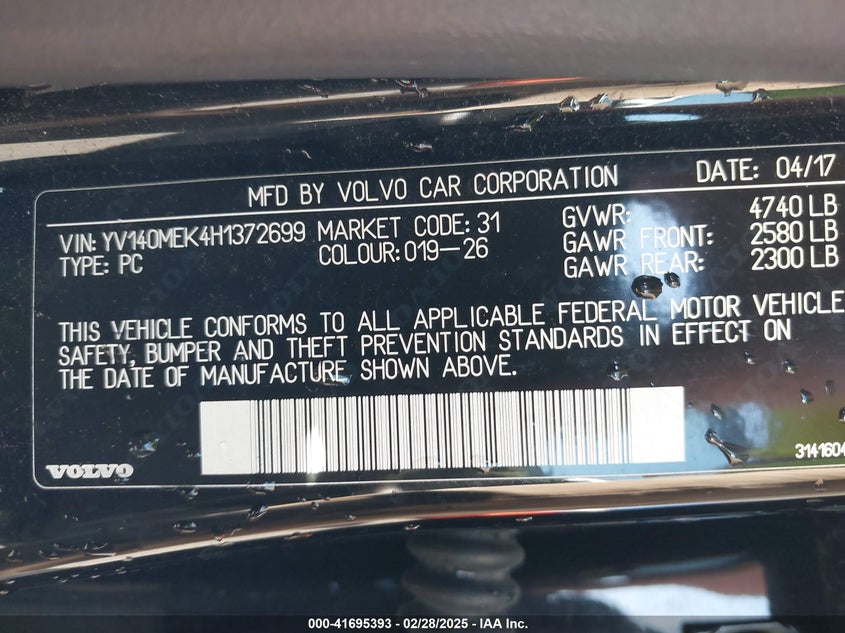 MFD BY VOLVO CAR CORPORATION DATE: 04/17
VIN: YV140MEK4H1372699 MARKET CODE: 31 GVWR: 4740 LB
TYPE: PC COLOUR: 019-26 GAWR FRONT: 2580 LB
GAWR REAR: 2300 LB
THIS VEHICLE CONFORMS TO ALL APPLICABLE FEDERAL MOTOR VEHICLE
SAFETY, BUMPER AND THEFT PREVENTION STANDARDS IN EFFECT ON
THE DATE OF MANUFACTURE SHOWN ABOVE.
VOLVO 3141604
000-41695393 - 02/28/2025 - IAA Inc.